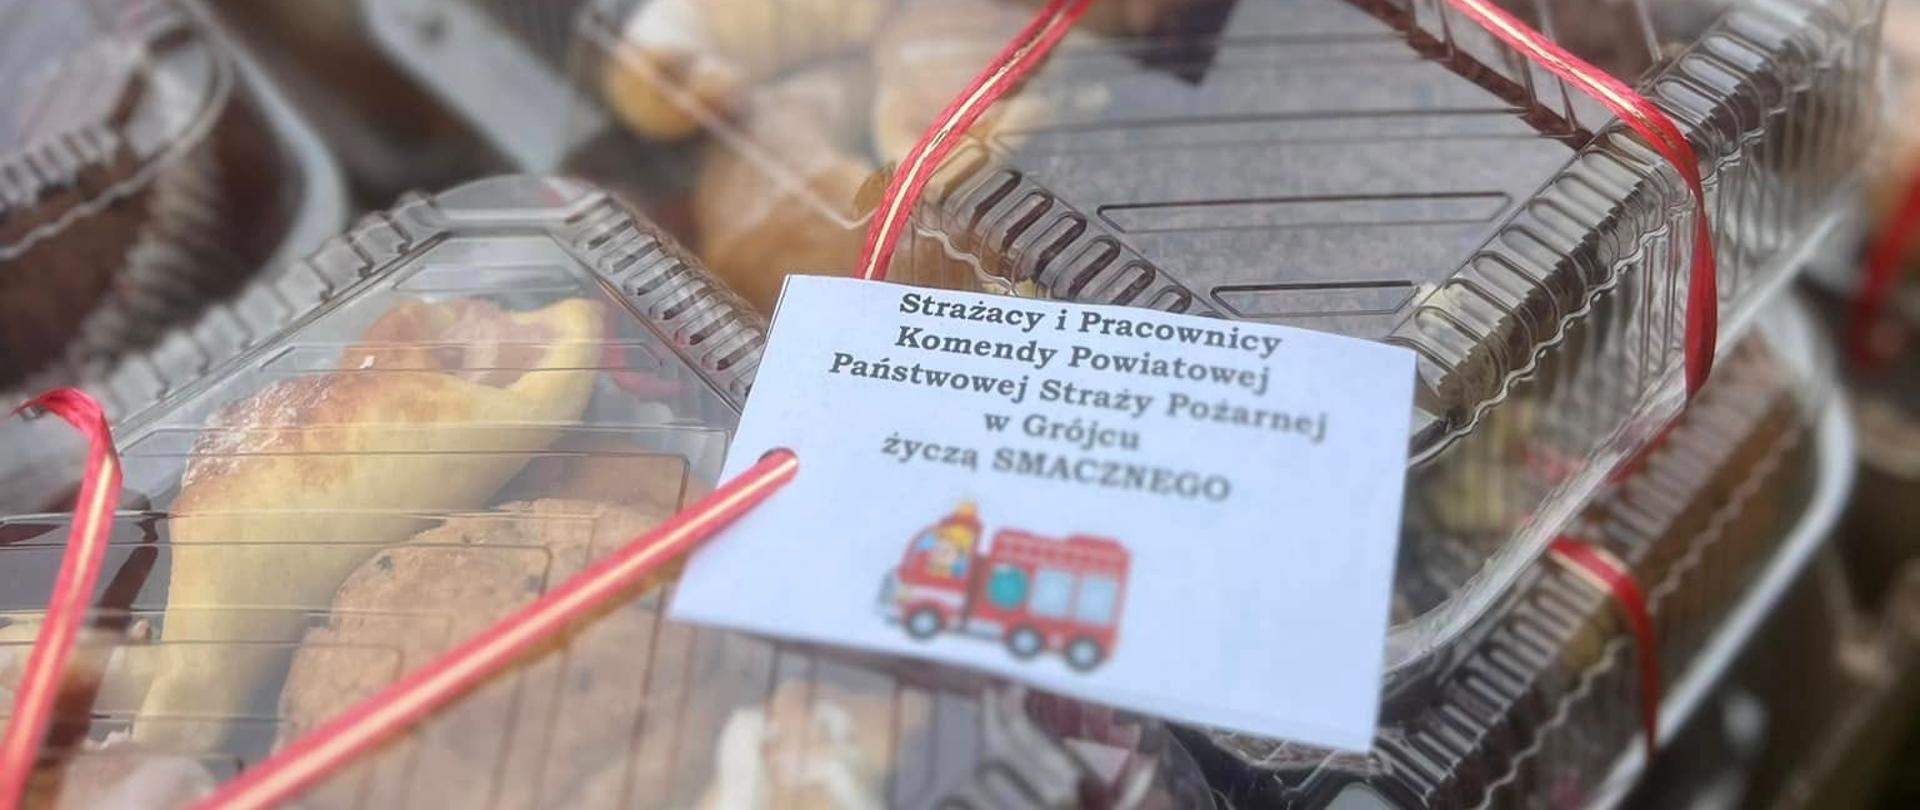 Strażacy i Pracownicy
Komendy Powiatowej
Państwowej Straży Pożarnej
w Grójcu
życzą SMACZNEGO